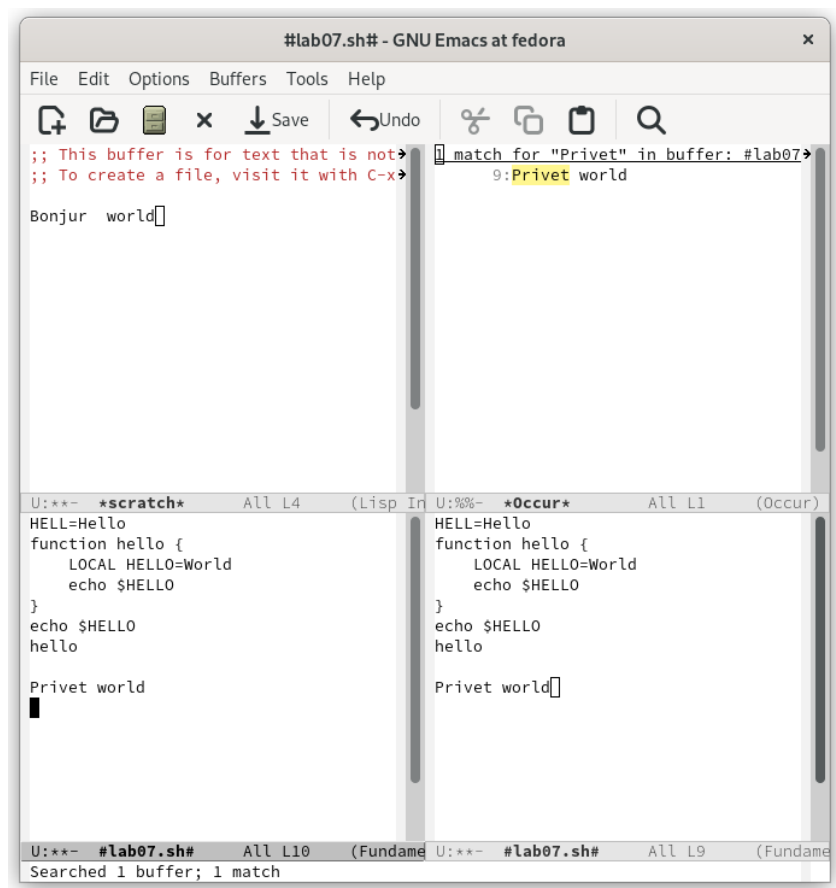 #lab07.sh# - GNU Emacs at fedora ×
File Edit Options Buffers Tools Help
Save Undo
;; This buffer is for text that is not
;; To create a file, visit it with C-x
Bonjur  world
U:**-  *scratch*      All L4     (Lisp In
1 match for "Privet" in buffer: #lab07
9:Privet world
U:%%-  *Occur*        All L1     (Occur)
HELL=Hello
function hello {
    LOCAL HELLO=World
    echo $HELLO
}
echo $HELLO
hello
Privet world
U:**-  #lab07.sh#     All L10    (Fundame
HELL=Hello
function hello {
    LOCAL HELLO=World
    echo $HELLO
}
echo $HELLO
hello
Privet world
U:**-  #lab07.sh#     All L9     (Fundame
Searched 1 buffer; 1 match